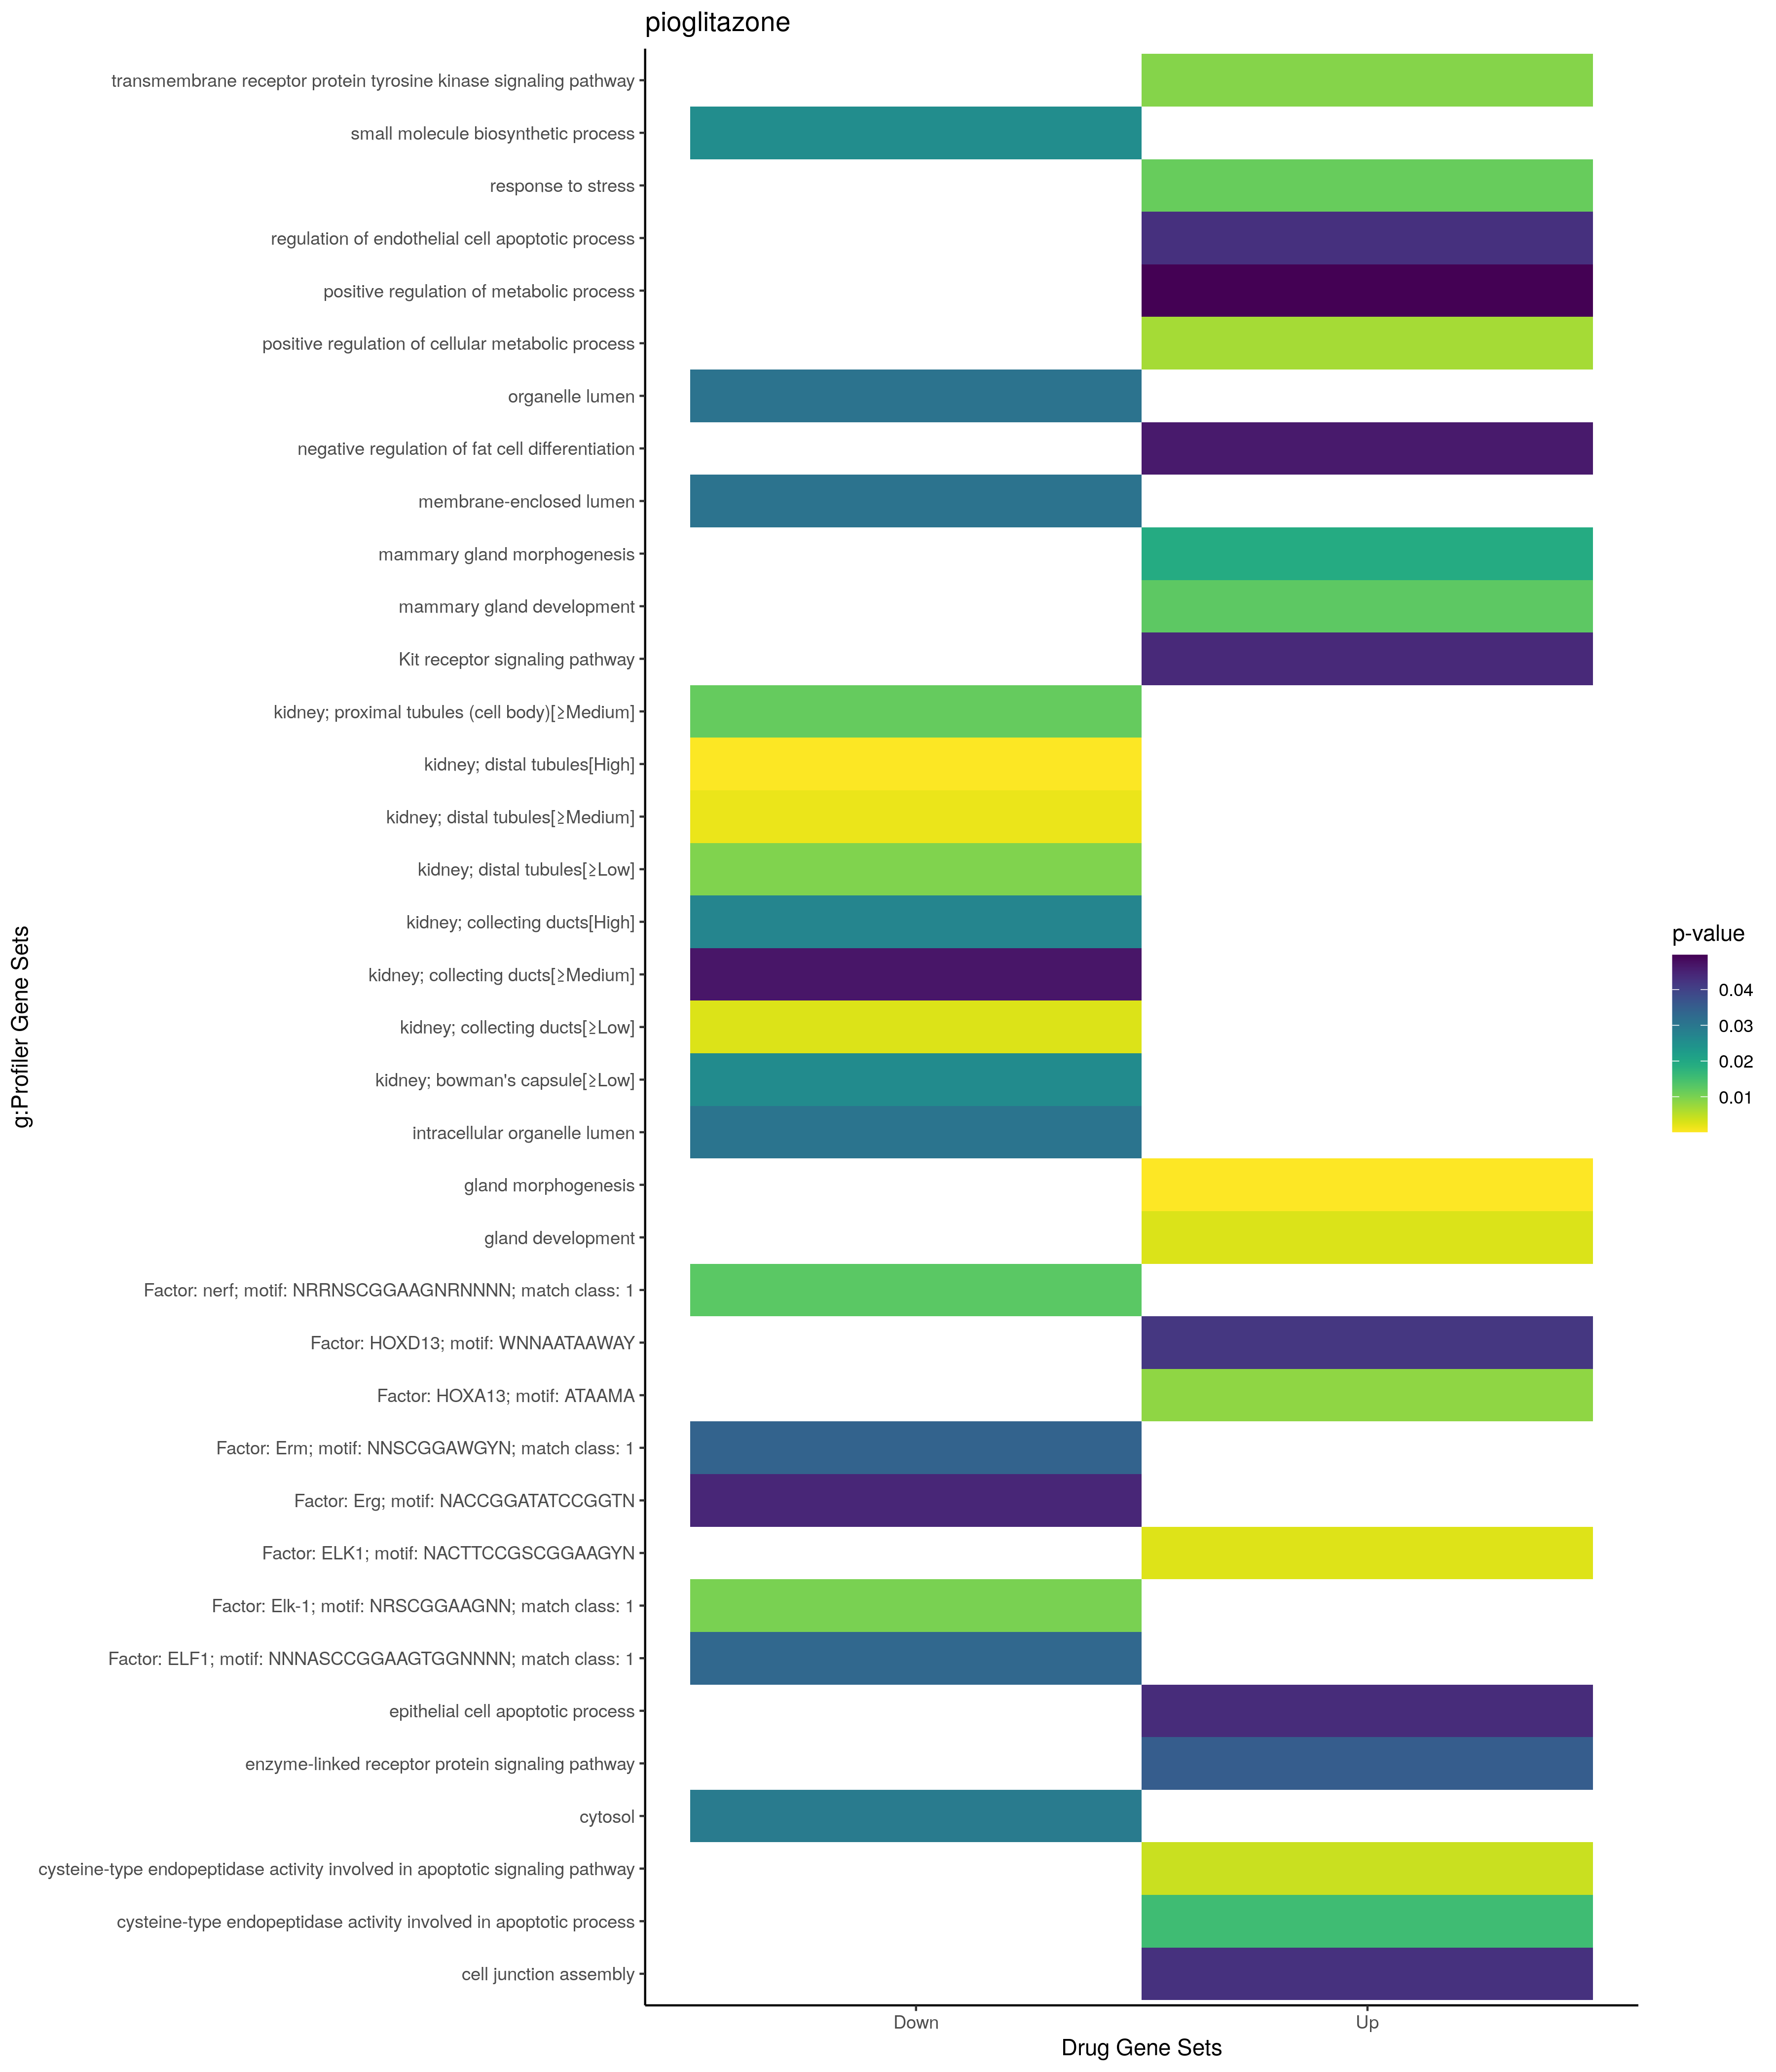 pioglitazone
transmembrane receptor protein tyrosine kinase signaling pathway
small molecule biosynthetic process
response to stress
regulation of endothelial cell apoptotic process
positive regulation of metabolic process
positive regulation of cellular metabolic process
organelle lumen
negative regulation of fat cell differentiation
membrane-enclosed lumen
mammary gland morphogenesis
mammary gland development
Kit receptor signaling pathway
kidney; proximal tubules (cell body)[≥Medium]
kidney; distal tubules[High]
kidney; distal tubules[≥Medium]
kidney; distal tubules[≥Low]
kidney; collecting ducts[High]
kidney; collecting ducts[≥Medium]
kidney; collecting ducts[≥Low]
kidney; bowman's capsule[≥Low]
intracellular organelle lumen
gland morphogenesis
gland development
Factor: nerf; motif: NRRNSCGGAAGNRNNNN; match class: 1
Factor: HOXD13; motif: WNNAATAAWAY
Factor: HOXA13; motif: ATAAMA
Factor: Erm; motif: NNSCGGAWGYN; match class: 1
Factor: Erg; motif: NACCGGATATCCGGTN
Factor: ELK1; motif: NACTTCCGSCGGAAGYN
Factor: Elk-1; motif: NRSCGGAAGNN; match class: 1
Factor: ELF1; motif: NNNASCCGGAAGTGGNNNN; match class: 1
epithelial cell apoptotic process
enzyme-linked receptor protein signaling pathway
cytosol
cysteine-type endopeptidase activity involved in apoptotic signaling pathway
cysteine-type endopeptidase activity involved in apoptotic process
cell junction assembly
g:Profiler Gene Sets
Down
Up
Drug Gene Sets
p-value
0.04
0.03
0.02
0.01